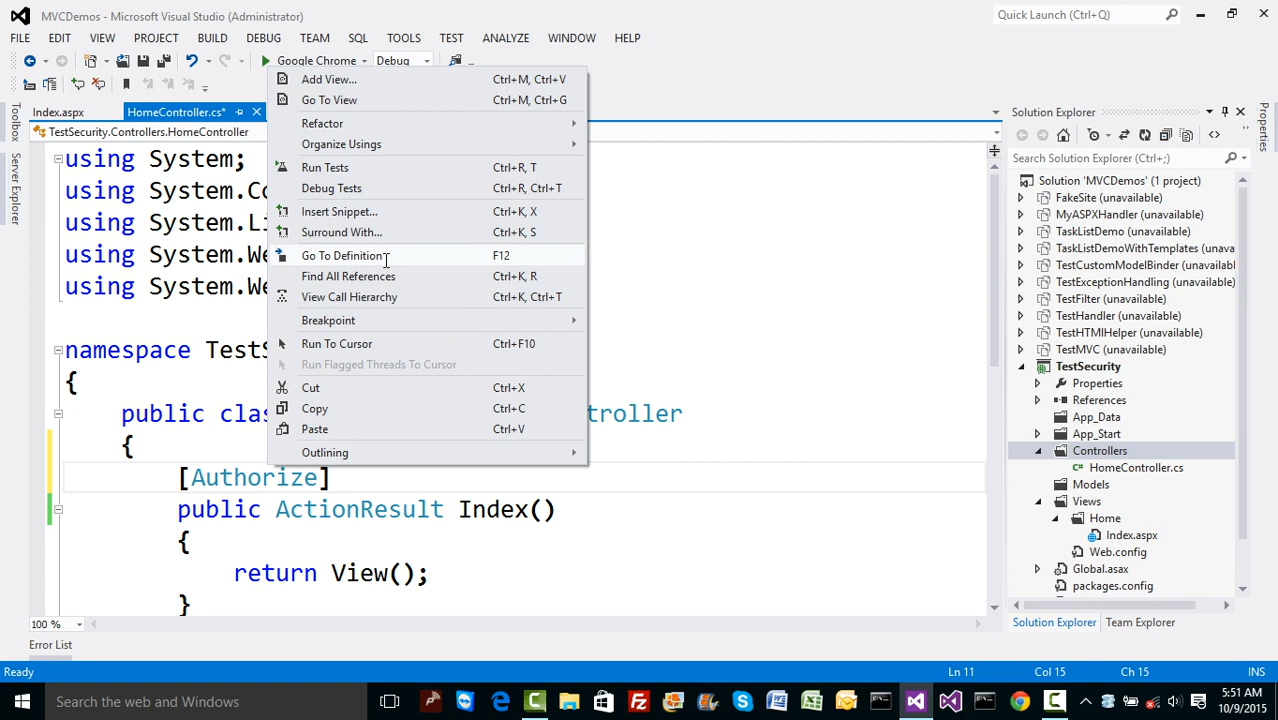 MVCDemos - Microsoft Visual Studio (Administrator)
Quick Launch (Ctrl+Q)
FILE EDIT VIEW PROJECT BUILD DEBUG TEAM SQL TOOLS TEST ANALYZE WINDOW HELP
Google Chrome Debug
Toolbox
Server Explorer
Index.aspx HomeController.cs*
TestSecurity.Controllers.HomeController
using System;
using System.Co
using System.Li
using System.We
using System.We
namespace TestS
{
public clas
troller
{
[Authorize]
public ActionResult Index()
{
return View();
}
Add View... Ctrl+M, Ctrl+V
Go To View Ctrl+M, Ctrl+G
Refactor
Organize Usings
Run Tests Ctrl+R, T
Debug Tests Ctrl+R, Ctrl+T
Insert Snippet... Ctrl+K, X
Surround With... Ctrl+K, S
Go To Definition F12
Find All References Ctrl+K, R
View Call Hierarchy Ctrl+K, Ctrl+T
Breakpoint
Run To Cursor Ctrl+F10
Run Flagged Threads To Cursor
Cut Ctrl+X
Copy Ctrl+C
Paste Ctrl+V
Outlining
100 %
Error List
Solution Explorer
Search Solution Explorer (Ctrl+;)
Solution 'MVCDemos' (1 project)
FakeSite (unavailable)
MyASPXHandler (unavailable)
TaskListDemo (unavailable)
TaskListDemoWithTemplates (unavailable)
TestCustomModelBinder (unavailable)
TestExceptionHandling (unavailable)
TestFilter (unavailable)
TestHandler (unavailable)
TestHTMIHelper (unavailable)
TestMVC (unavailable)
TestSecurity
Properties
References
App_Data
App_Start
Controllers
HomeController.cs
Models
Views
Home
Index.aspx
Web.config
Global.asax
packages.config
Solution Explorer Team Explorer
Properties
Ready Ln 11 Col 15 Ch 15 INS
Search the web and Windows
5:51 AM
10/9/2015